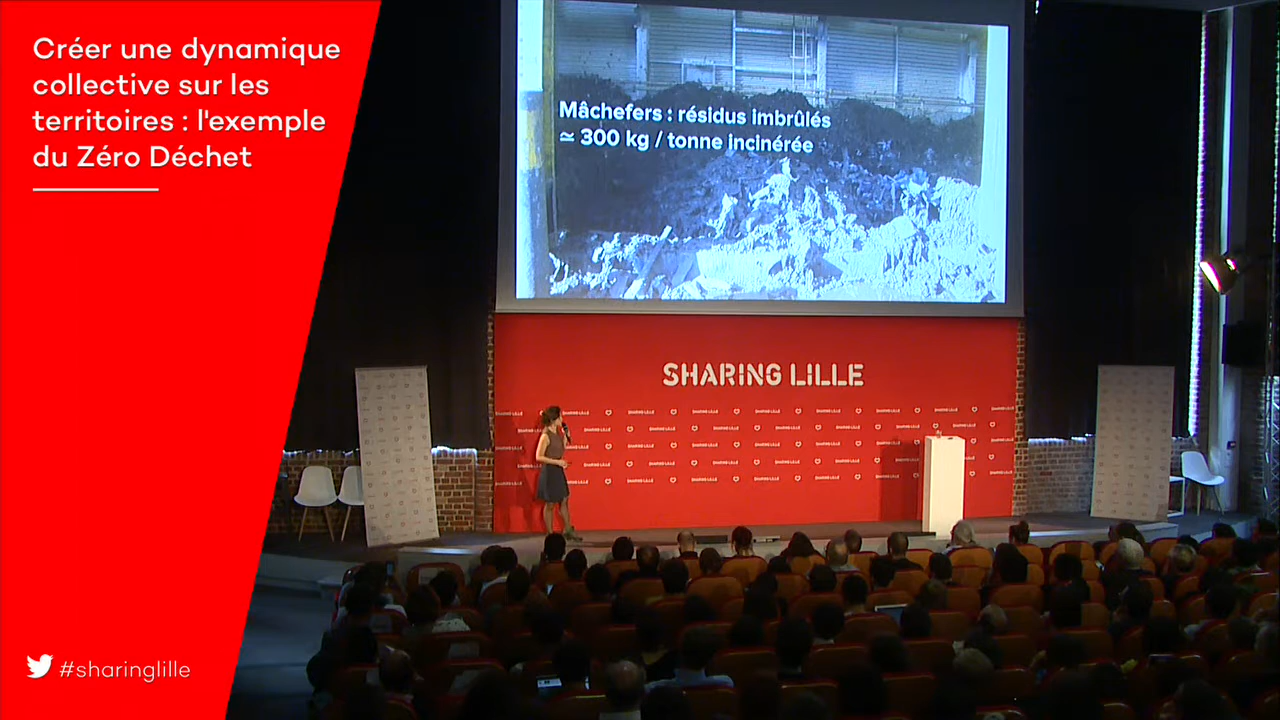 Créer une dynamique
collective sur les
territoires : l'exemple
du Zéro Déchet
#sharinglille
Mâchefers : résidus imbrûlés
≃ 300 kg / tonne incinérée
SHARING LILLE